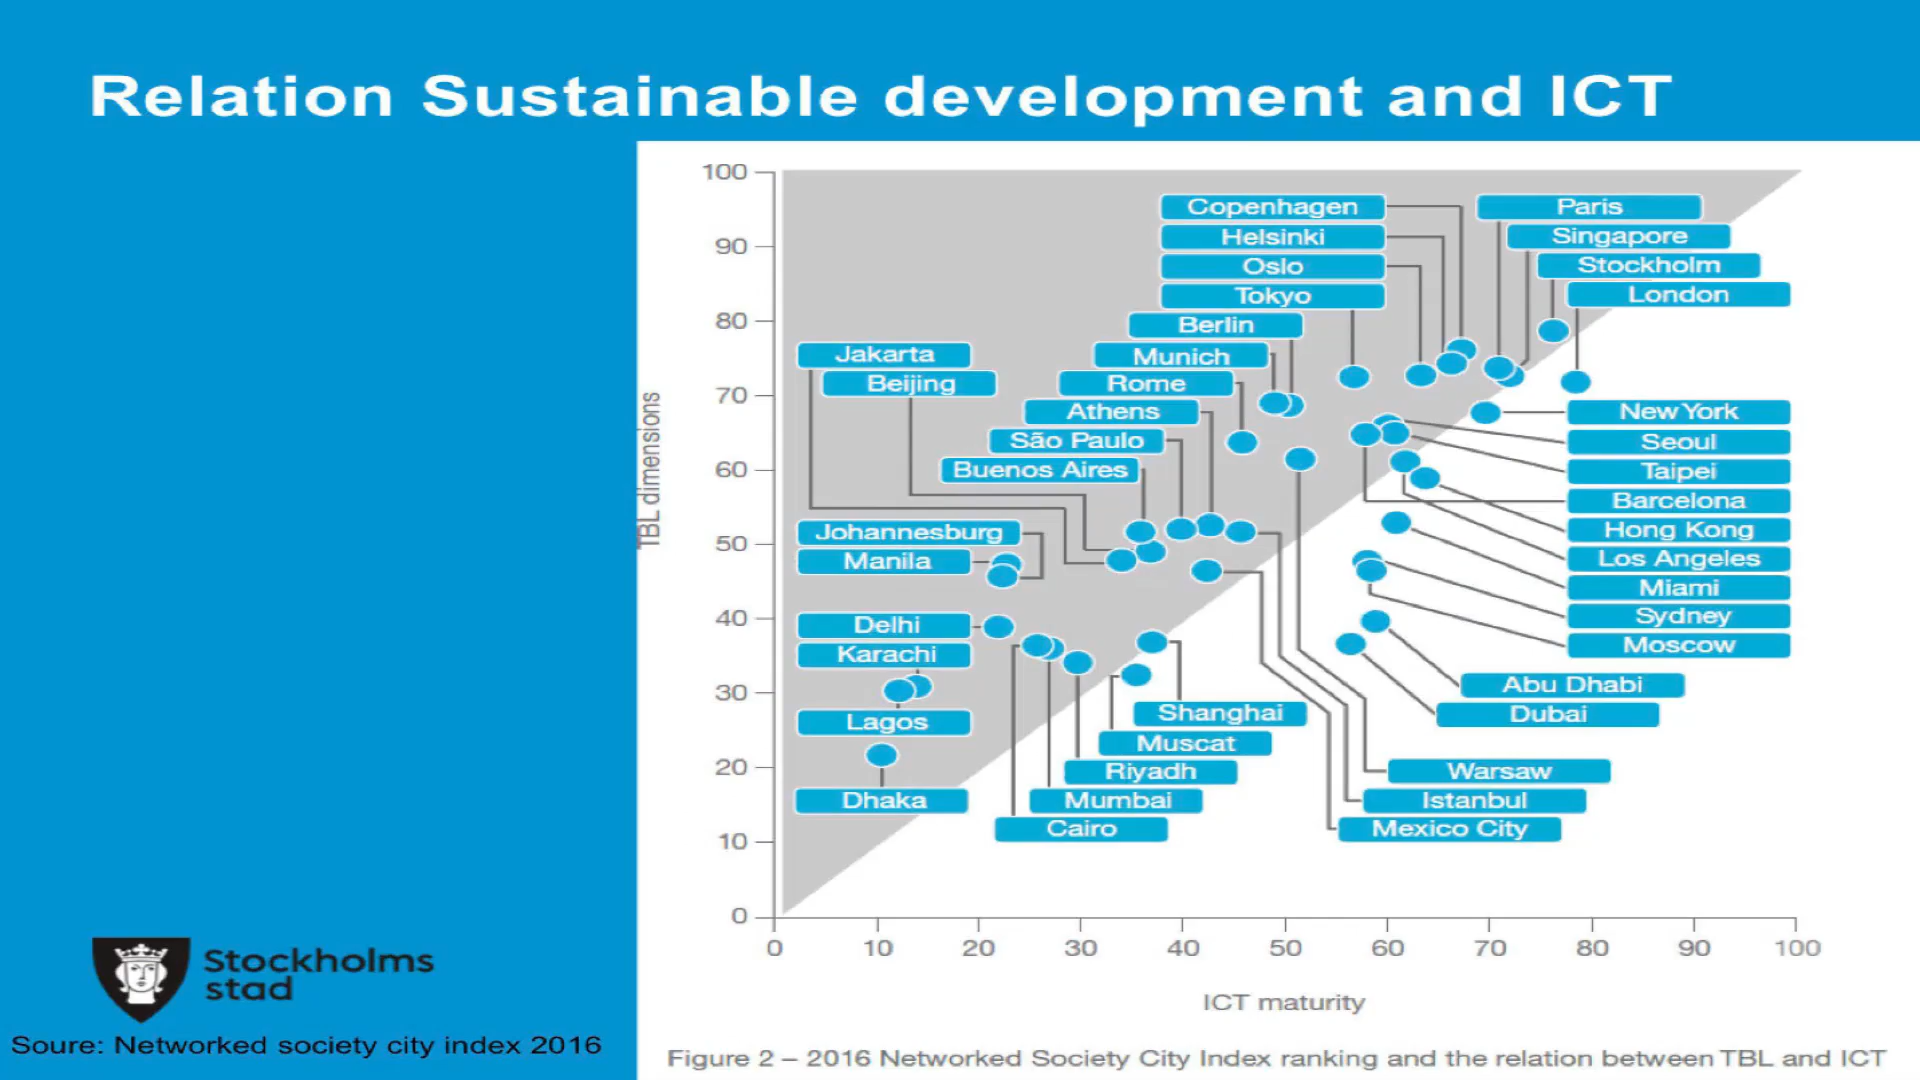 Relation Sustainable development and ICT
100
90
80
70
60
50
40
30
20
10
0
TBL dimensions
Copenhagen
Helsinki
Oslo
Tokyo
Berlin
Munich
Rome
Athens
São Paulo
Buenos Aires
Jakarta
Beijing
Johannesburg
Manila
Delhi
Karachi
Lagos
Dhaka
Paris
Singapore
Stockholm
London
New York
Seoul
Taipei
Barcelona
Hong Kong
Los Angeles
Miami
Sydney
Moscow
Abu Dhabi
Dubai
Shanghai
Muscat
Riyadh
Mumbai
Cairo
Warsaw
Istanbul
Mexico City
0 10 20 30 40 50 60 70 80 90 100
ICT maturity
Figure 2 – 2016 Networked Society City Index ranking and the relation between TBL and ICT
Stockholms
stad
Soure: Networked society city index 2016